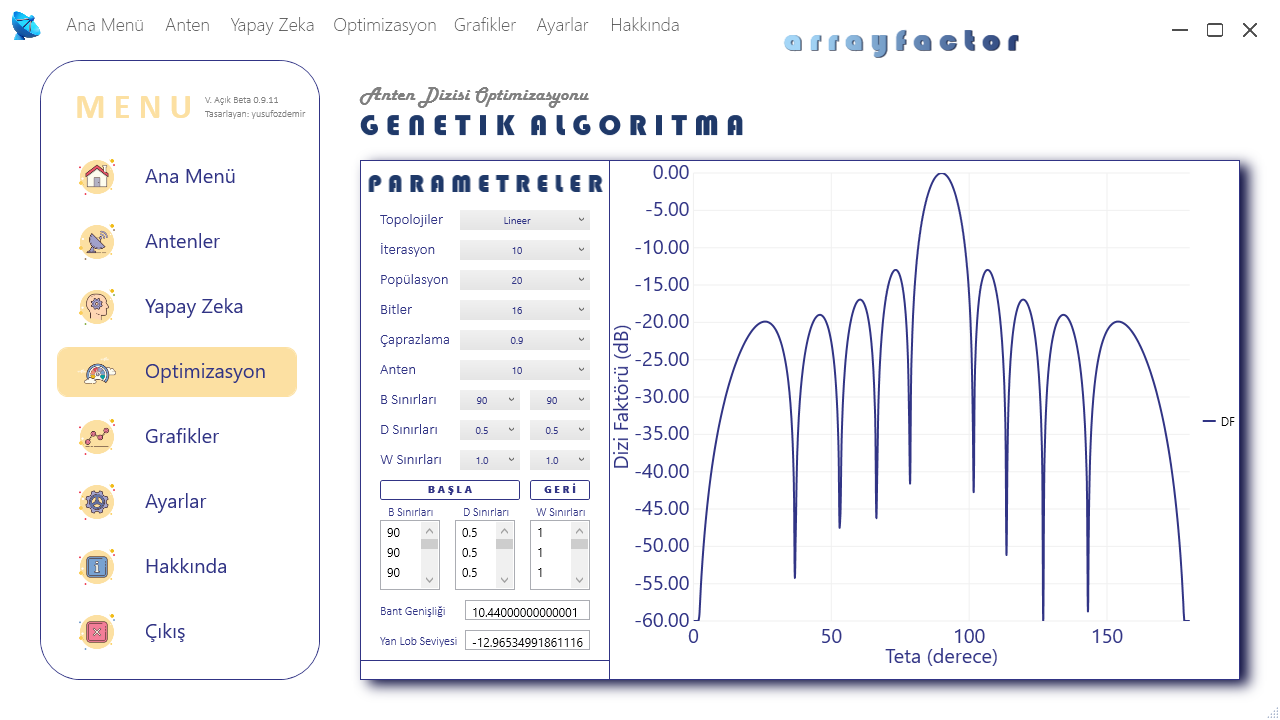 Ana Menü Anten Yapay Zeka Optimizasyon Grafikler Ayarlar Hakkında
arrayfactor
MENU
V. Açık Beta 0.9.11
Tasarlayan: yusufozdemir
Ana Menü
Antenler
Yapay Zeka
Optimizasyon
Grafikler
Ayarlar
Hakkında
Çıkış
Anten Dizisi Optimizasyonu
GENETIK ALGORITMA
PARAMETRELER
Topolojiler Lineer
İterasyon 10
Popülasyon 20
Bitler 16
Çaprazlama 0.9
Anten 10
B Sınırları 90 90
D Sınırları 0.5 0.5
W Sınırları 1.0 1.0
BAŞLA GERİ
B Sınırları D Sınırları W Sınırları
90 0.5 1
90 0.5 1
90 0.5 1
Bant Genişliği 10.44000000000001
Yan Lob Seviyesi -12.96534991861116
Dizi Faktörü (dB)
0.00
-5.00
-10.00
-15.00
-20.00
-25.00
-30.00
-35.00
-40.00
-45.00
-50.00
-55.00
-60.00
0 50 100 150
Teta (derece)
DF